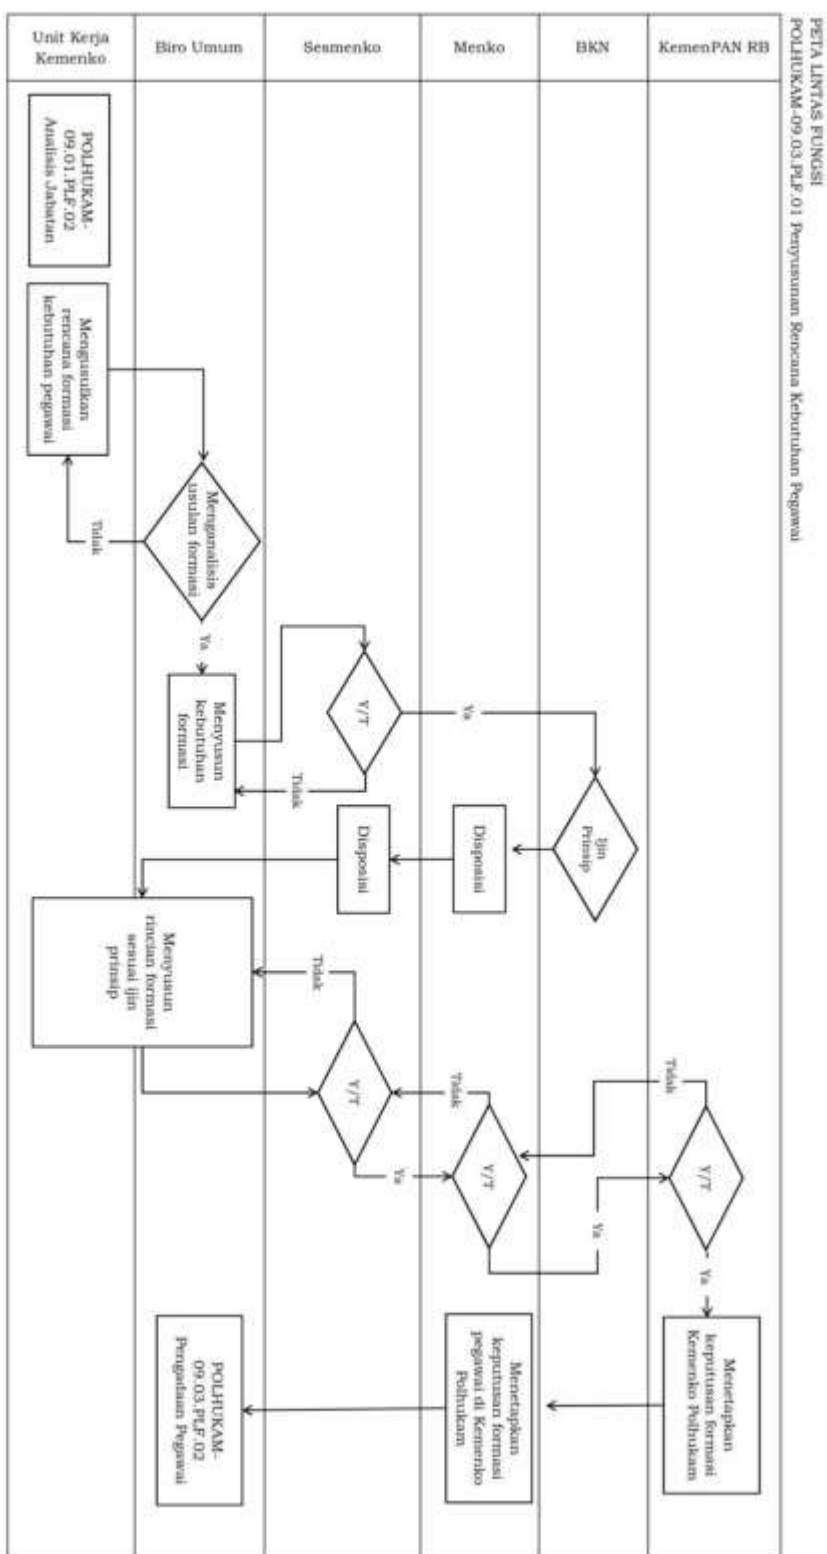 PETA LINTAS FUNGSI
POLHUKAM-09.03.PLF.01 Penyusunan Rencana Kebutuhan Pegawai
Unit Kerja
Kemenko
Biro Umum
Sesmenko
Menko
BKN
KemenPAN RB
POLHUKAM-
09.01.PLF.02
Analisis Jabatan
Mengusulkan
rencana formasi
kebutuhan pegawai
Menganalisis
usulan formasi
Tidak
Ya
Menyusun
kebutuhan
formasi
Y/T
Tidak
Ya
Ijin
Prinsip
Disposisi
Disposisi
Menyusun
rincian formasi
sesuai ijin
prinsip
Tidak
Y/T
Ya
Tidak
Y/T
Ya
Tidak
Y/T
Ya
Menetapkan
keputusan formasi
Kemenko Polhukam
Menetapkan
keputusan formasi
pegawai di Kemenko
Polhukam
POLHUKAM-
09.03.PLF.02
Pengadaan Pegawai